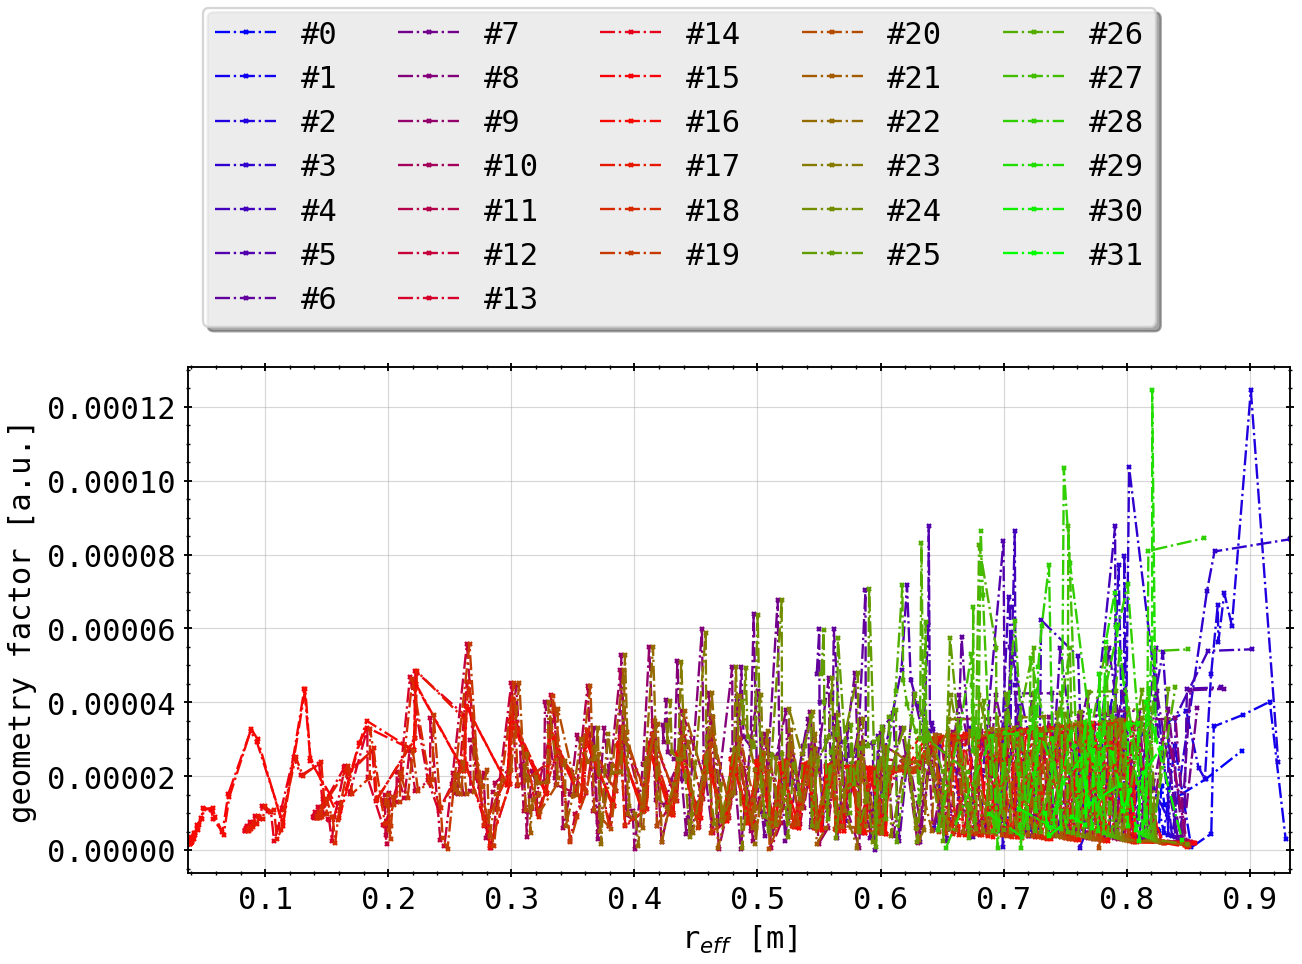 #0 #7 #14 #20 #26
#1 #8 #15 #21 #27
#2 #9 #16 #22 #28
#3 #10 #17 #23 #29
#4 #11 #18 #24 #30
#5 #12 #19 #25 #31
#6 #13
geometry factor [a.u.]
0.00012
0.00010
0.00008
0.00006
0.00004
0.00002
0.00000
0.1 0.2 0.3 0.4 0.5 0.6 0.7 0.8 0.9
r_eff [m]